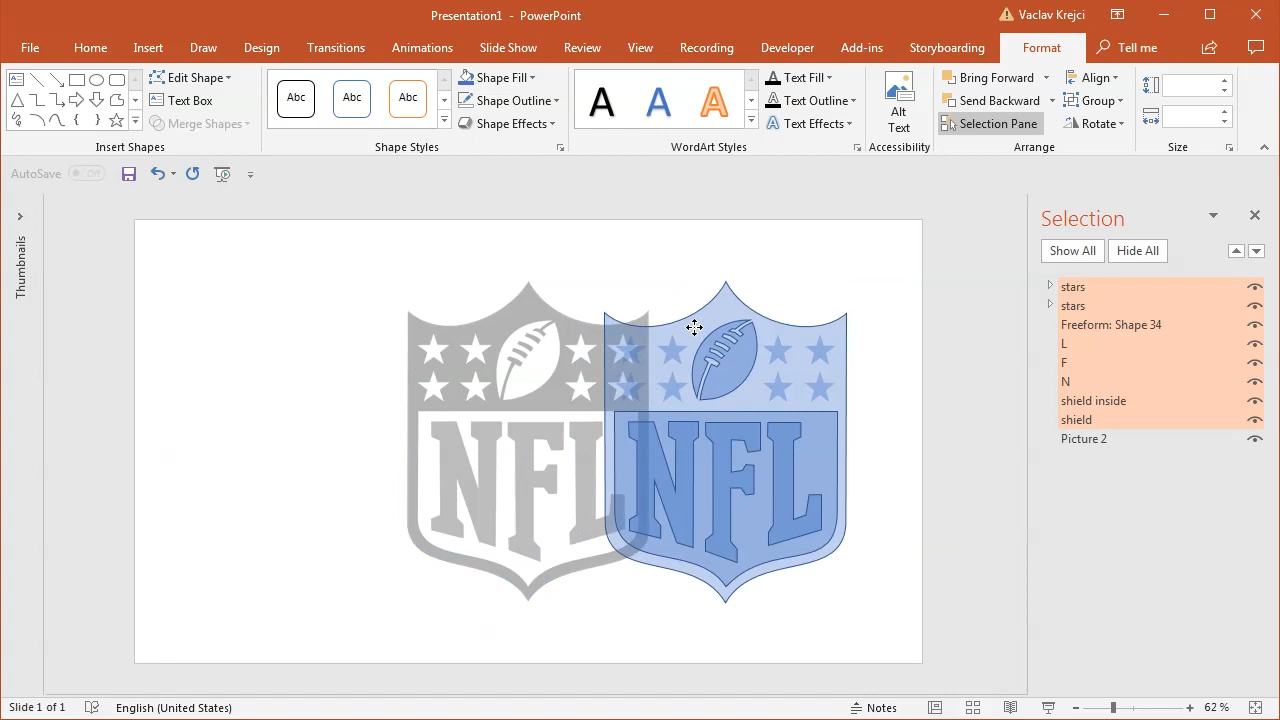 Presentation1 - PowerPoint
Vaclav Krejci
File Home Insert Draw Design Transitions Animations Slide Show Review View Recording Developer Add-ins Storyboarding Format Tell me
Edit Shape
Text Box
Merge Shapes
Insert Shapes
Abc Abc Abc
Shape Fill
Shape Outline
Shape Effects
Shape Styles
A A A
Text Fill
Text Outline
Text Effects
WordArt Styles
Alt
Text
Accessibility
Bring Forward
Send Backward
Selection Pane
Align
Group
Rotate
Arrange
Size
AutoSave Off
Thumbnails
NFL
NFL
Selection
Show All Hide All
stars
stars
Freeform: Shape 34
L
F
N
shield inside
shield
Picture 2
Slide 1 of 1 English (United States) Notes 62 %